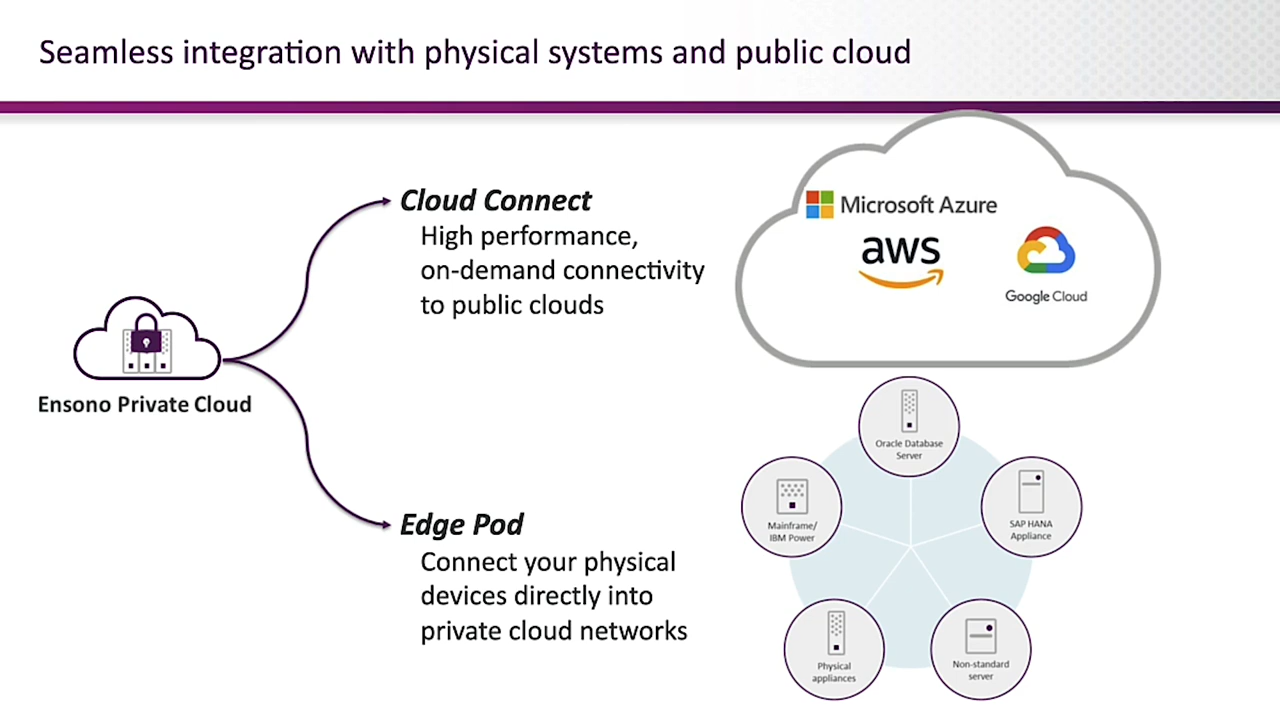 Seamless integration with physical systems and public cloud
Cloud Connect
High performance,
on-demand connectivity
to public clouds
Microsoft Azure
aws
Google Cloud
Ensono Private Cloud
Edge Pod
Connect your physical
devices directly into
private cloud networks
Oracle Database
Server
Mainframe/
IBM Power
SAP HANA
Appliance
Physical
appliances
Non-standard
server